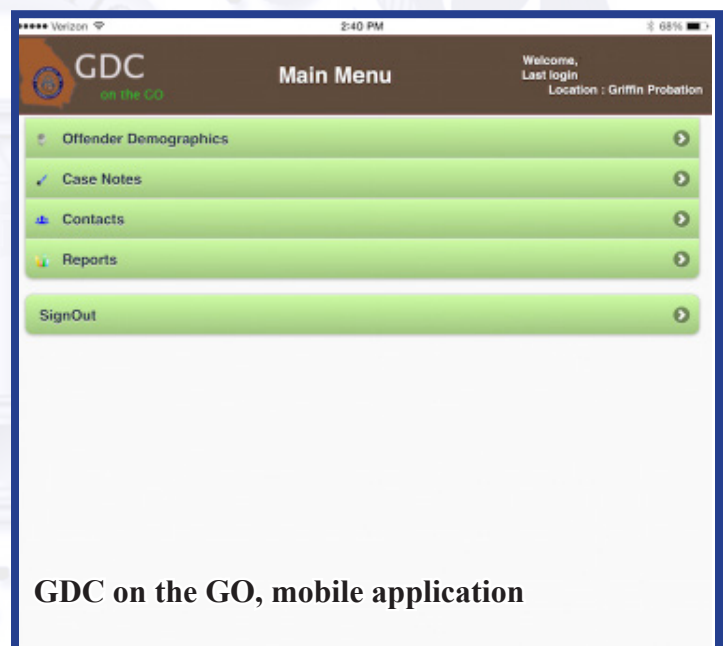 Verizon 2:40 PM 68%
GDC
on the GO
Main Menu
Welcome,
Last login
Location : Griffin Probation
Offender Demographics
Case Notes
Contacts
Reports
SignOut
GDC on the GO, mobile application